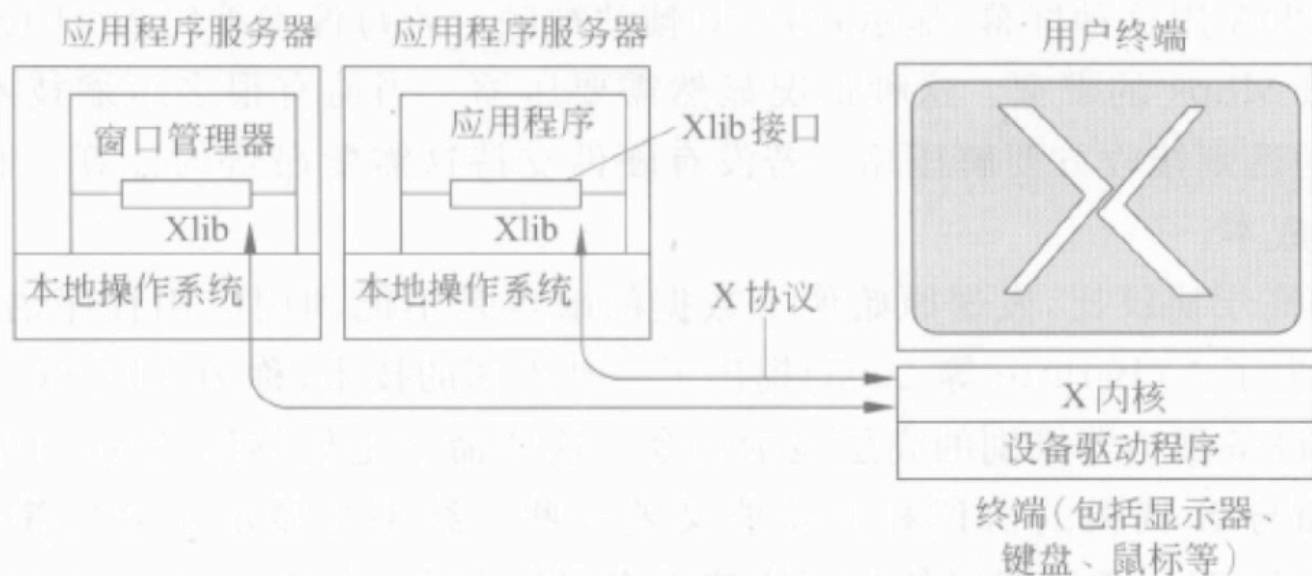 应用程序服务器
应用程序服务器
用户终端
窗口管理器
应用程序
Xlib接口
Xlib
Xlib
本地操作系统
本地操作系统
X协议
X内核
设备驱动程序
终端(包括显示器、
键盘、鼠标等)